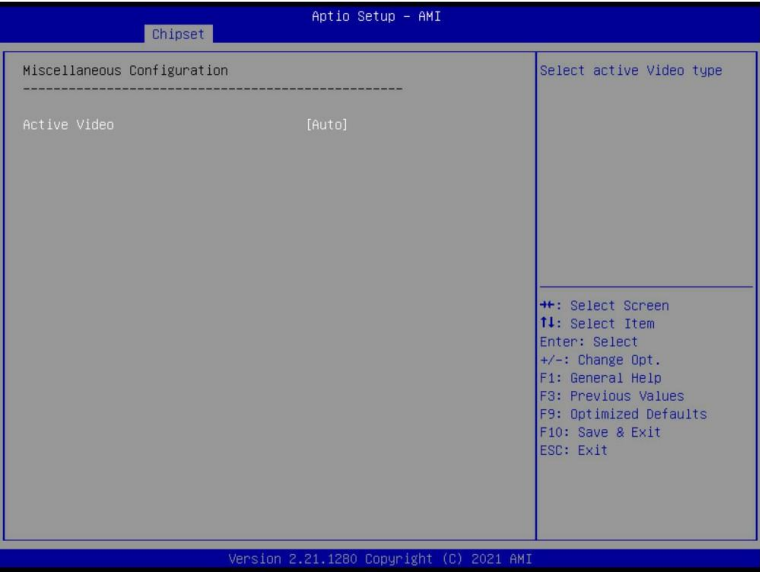 Aptio Setup – AMI
Chipset
Miscellaneous Configuration
--------------------------------------------------
Active Video [Auto]
Select active Video type
→←: Select Screen
↑↓: Select Item
Enter: Select
+/-: Change Opt.
F1: General Help
F3: Previous Values
F9: Optimized Defaults
F10: Save & Exit
ESC: Exit
Version 2.21.1280 Copyright (C) 2021 AMI